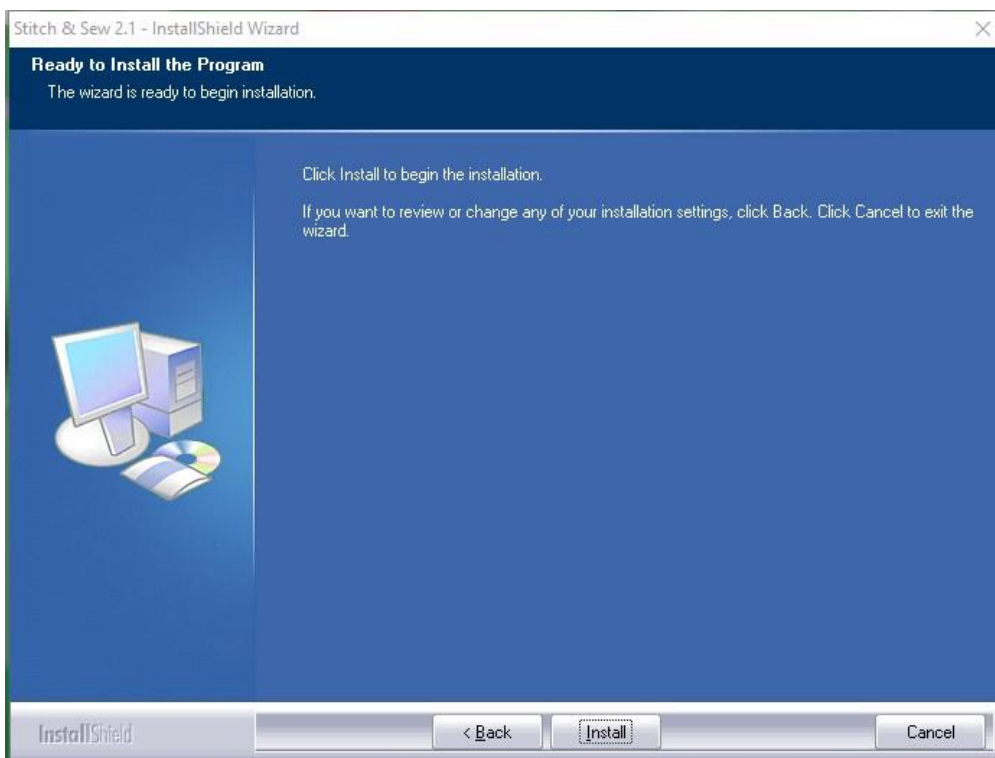 Stitch & Sew 2.1 - InstallShield Wizard
Ready to Install the Program
The wizard is ready to begin installation.
Click Install to begin the installation.
If you want to review or change any of your installation settings, click Back. Click Cancel to exit the
wizard.
InstallShield
< Back
Install
Cancel